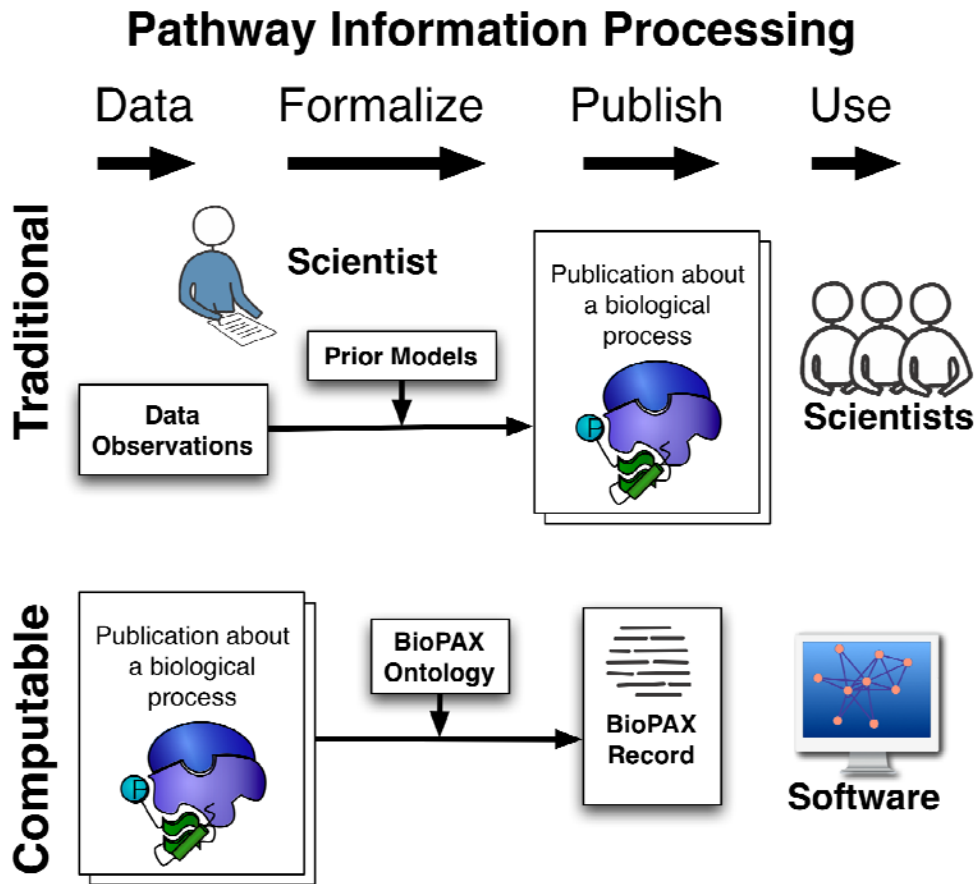 Pathway Information Processing
Data Formalize Publish Use
Traditional
Scientist
Publication about
a biological
process
Prior Models
P
Data
Observations
Scientists
Computable
Publication about
a biological
process
P
BioPAX
Ontology
BioPAX
Record
Software